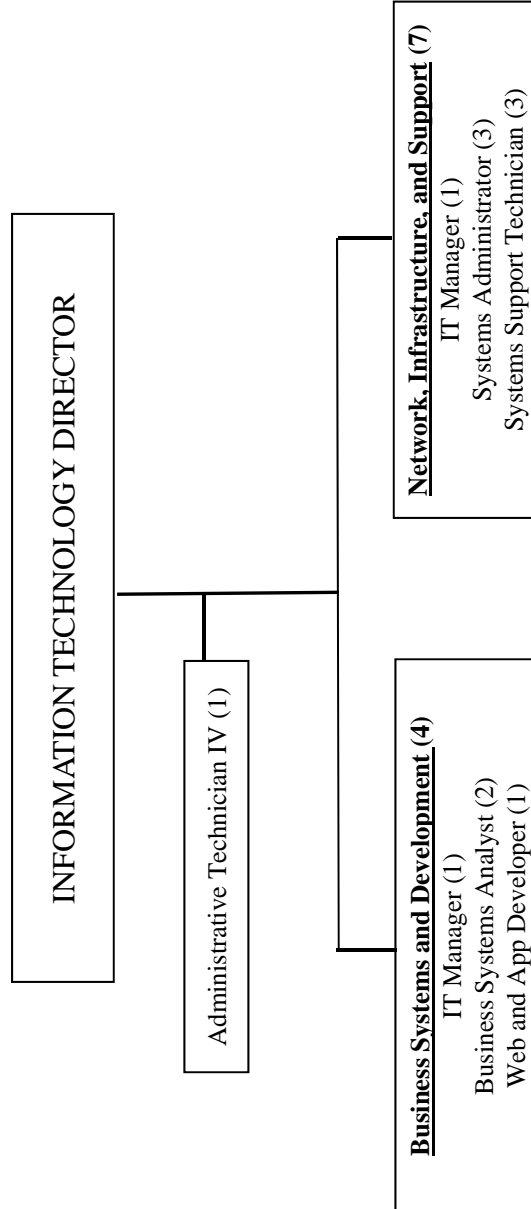 INFORMATION TECHNOLOGY DIRECTOR
Administrative Technician IV (1)
Business Systems and Development (4)
IT Manager (1)
Business Systems Analyst (2)
Web and App Developer (1)
Network, Infrastructure, and Support (7)
IT Manager (1)
Systems Administrator (3)
Systems Support Technician (3)